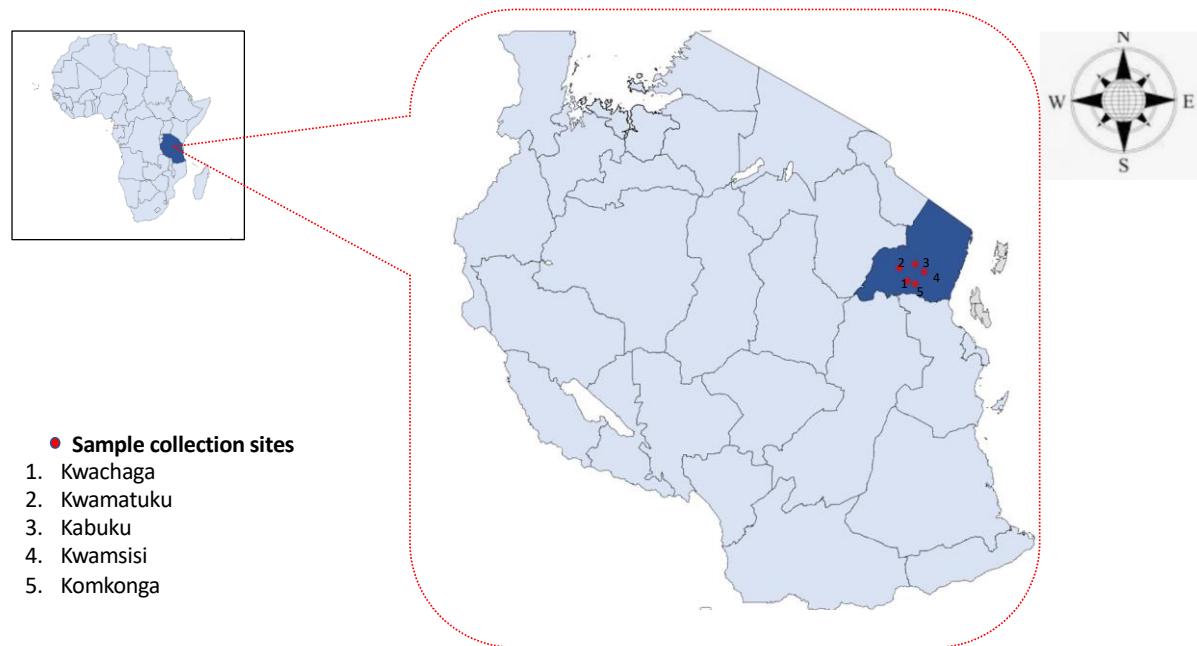 N
W E
S
2 3
4
1
5
Sample collection sites
1. Kwachaga
2. Kwamatuku
3. Kabuku
4. Kwamsisi
5. Komkonga